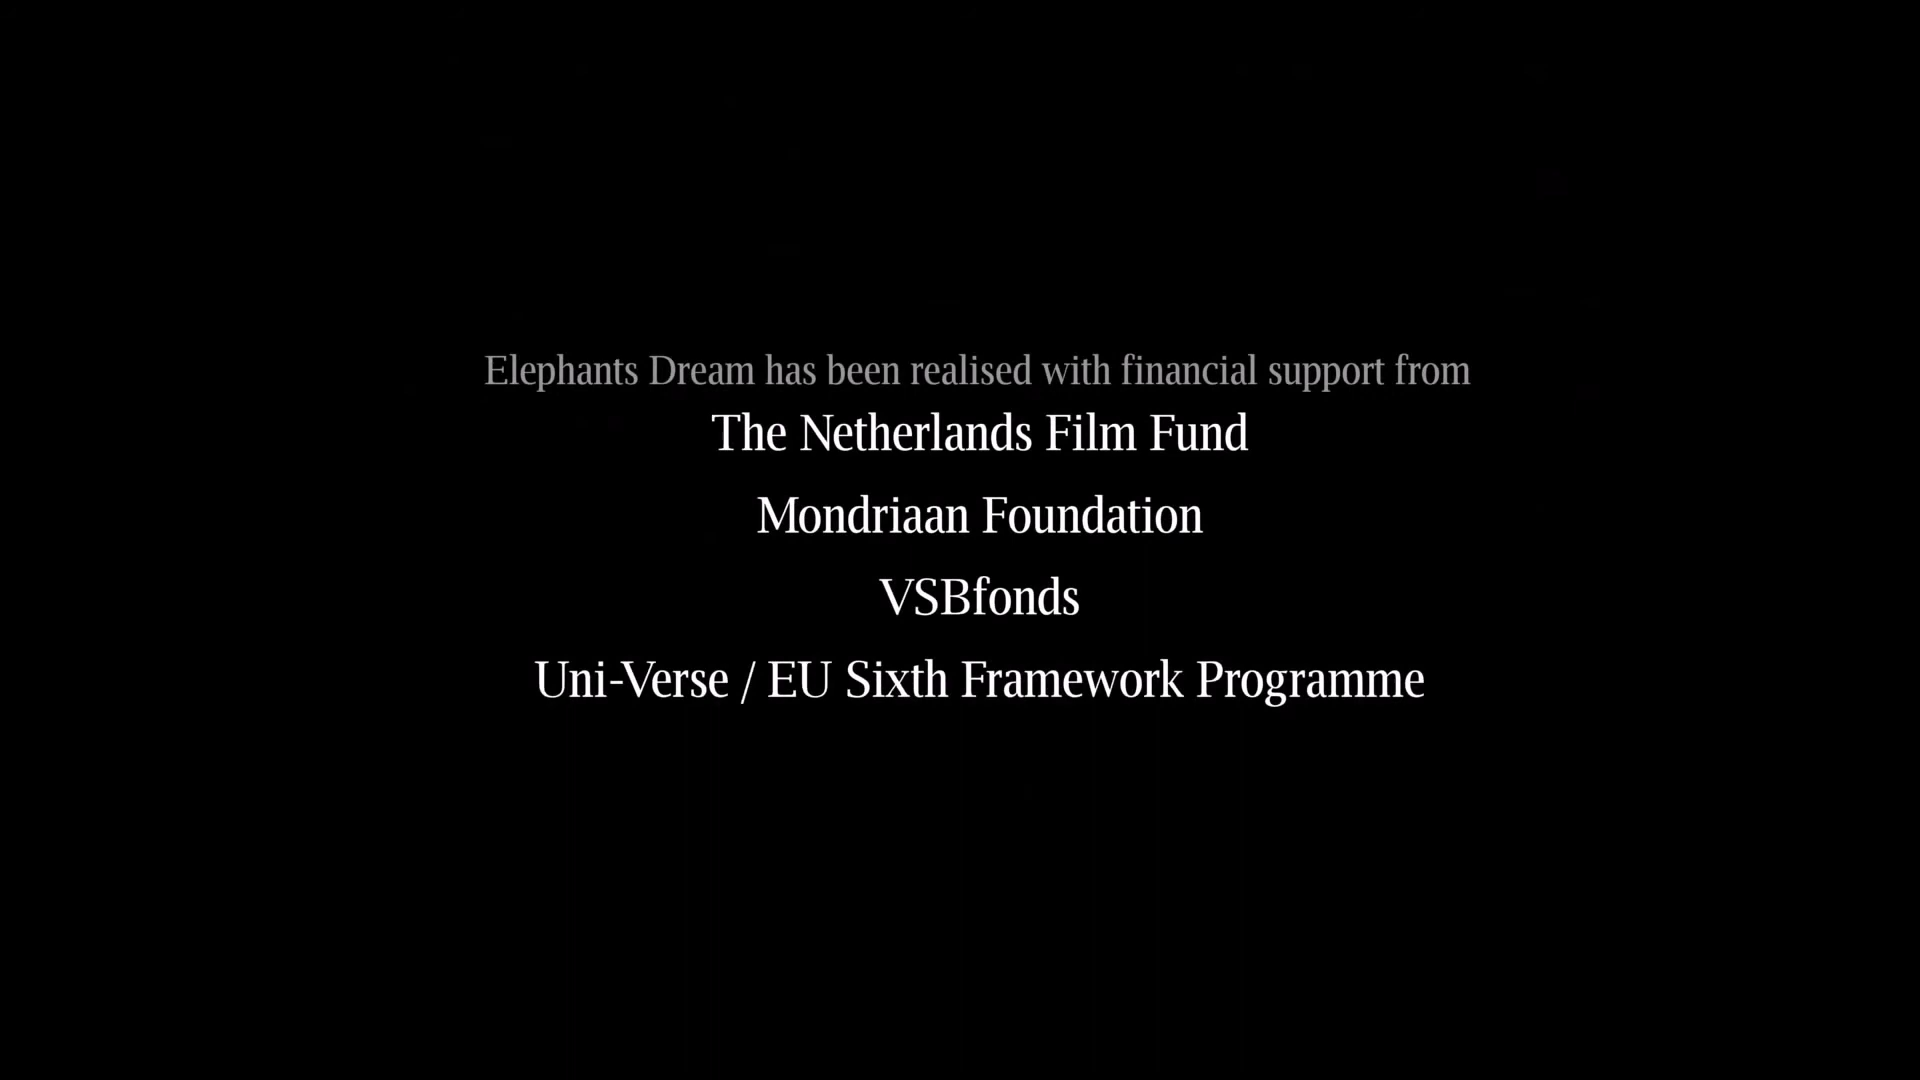 Elephants Dream has been realised with financial support from
The Netherlands Film Fund
Mondriaan Foundation
VSBfonds
Uni-Verse / EU Sixth Framework Programme